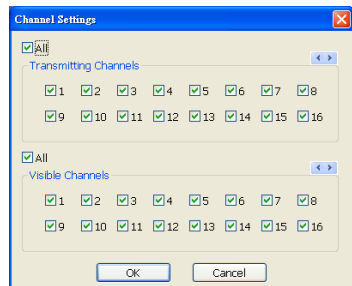 Channel Settings
All
Transmitting Channels
1 2 3 4 5 6 7 8
9 10 11 12 13 14 15 16
All
Visible Channels
1 2 3 4 5 6 7 8
9 10 11 12 13 14 15 16
OK Cancel